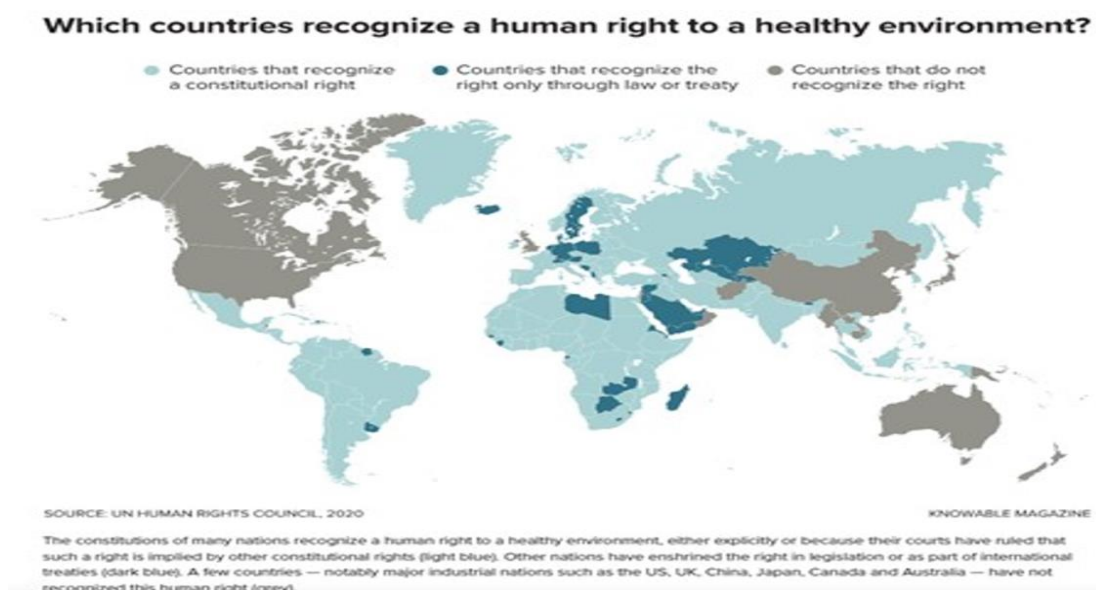 Which countries recognize a human right to a healthy environment?
Countries that recognize
a constitutional right
Countries that recognize the
right only through law or treaty
Countries that do not
recognize the right
SOURCE: UN HUMAN RIGHTS COUNCIL, 2020
KNOWABLE MAGAZINE
The constitutions of many nations recognize a human right to a healthy environment, either explicitly or because their courts have ruled that
such a right is implied by other constitutional rights (light blue). Other nations have enshrined the right in legislation or as part of international
treaties (dark blue). A few countries — notably major industrial nations such as the US, UK, China, Japan, Canada and Australia — have not
recognized this human right (grey).